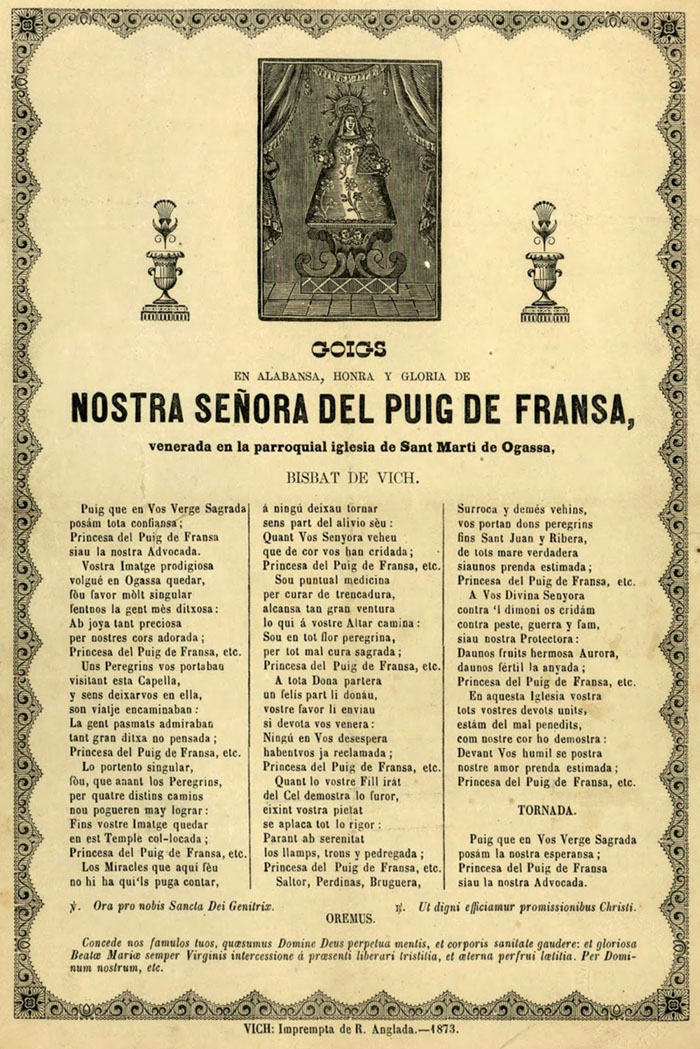 GOIGS
EN ALABANSA, HONRA Y GLORIA DE
NOSTRA SEÑORA DEL PUIG DE FRANSA,
venerada en la parroquial iglesia de Sant Martí de Ogassa,
BISBAT DE VICH.
Puig que en Vos Verge Sagrada
posám tota confiansa;
Princesa del Puig de Fransa
siau la nostra Advocada.
Vostra Imatge prodigiosa
volgué en Ogassa quedar,
fòu favor mòlt singular
fentnos la gent mès ditxosa:
Ab joya tant preciosa
per nostres cors adorada;
Princesa del Puig de Fransa, etc.
Uns Peregrins vos portaban
visitant esta Capella,
y sens deixarvos en ella,
son viatje encaminaban:
La gent pasmats admiraban
tant gran ditxa no pensada;
Princesa del Puig de Fransa, etc.
Lo portento singular,
fòu, que anant los Peregrins,
per quatre distins camins
nou pogueren may lograr:
Fins vostre Imatge quedar
en est Temple col-locada;
Princesa del Puig de Fransa, etc.
Los Miracles que aquí fèu
no hi ha qui'ls puga contar,
á ningú deixau tornar
sens part del alivio sèu:
Quant Vos Senyora veheu
que de cor vos han cridada;
Princesa del Puig de Fransa, etc.
Sou puntual medicina
per curar de trencadura,
alcansa tan gran ventura
lo qui á vostre Altar camina:
Sou en tot flor peregrina,
per tot mal cura sagrada;
Princesa del Puig de Fransa, etc.
A tota Dona partera
un felís part li donáu,
vostre favor li enviau
si devota vos venera:
Ningú en Vos desespera
habentvos ja reclamada;
Princesa del Puig de Fransa, etc.
Quant lo vostre Fill irát
del Cel demostra lo furor,
eixint vostra pietat
se aplaca tot lo rigor:
Parant ab serenitat
los llamps, trons y pedregada;
Princesa del Puig de Fransa, etc.
Saltor, Perdinas, Bruguera,
Surroca y demés vehins,
vos portan dons peregrins
fins Sant Juan y Ribera,
de tots mare verdadera
siaunos prenda estimada;
Princesa del Puig de Fransa, etc.
A Vos Divina Senyora
contra 'l dimoni os cridám
contra peste, guerra y fam,
siau nostra Protectora:
Daunos fruits hermosa Aurora,
daunos fértil la anyada;
Princesa del Puig de Fransa, etc.
En aquesta Iglesia vostra
tots vostres devots units,
estám del mal penedits,
com nostre cor ho demostra:
Devant Vos humil se postra
nostre amor prenda estimada;
Princesa del Puig de Fransa, etc.
TORNADA.
Puig que en Vos Verge Sagrada
posám la nostra esperansa;
Princesa del Puig de Fransa
siau la nostra Advocada.
℣. Ora pro nobis Sancta Dei Genitrix. ℟. Ut digni efficiamur promissionibus Christi.
OREMUS.
Concede nos famulos tuos, quæsumus Domine Deus perpetua mentis, et corporis sanitate gaudere: et gloriosa
Beatæ Mariæ semper Virginis intercessione á præsenti liberari tristitia, et æterna perfrui lætitia. Per Domi-
num nostrum, etc.
VICH: Imprempta de R. Anglada.—1873.